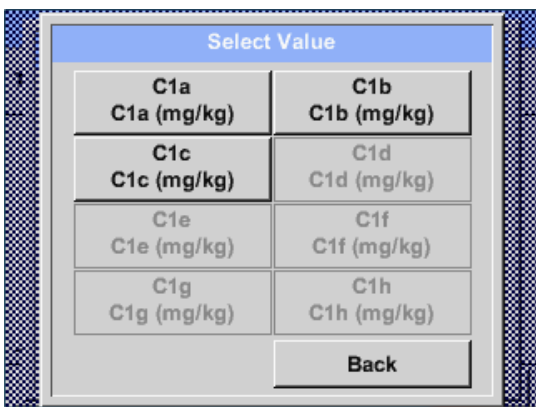 Select Value
C1a
C1a (mg/kg)
C1b
C1b (mg/kg)
C1c
C1c (mg/kg)
C1d
C1d (mg/kg)
C1e
C1e (mg/kg)
C1f
C1f (mg/kg)
C1g
C1g (mg/kg)
C1h
C1h (mg/kg)
Back